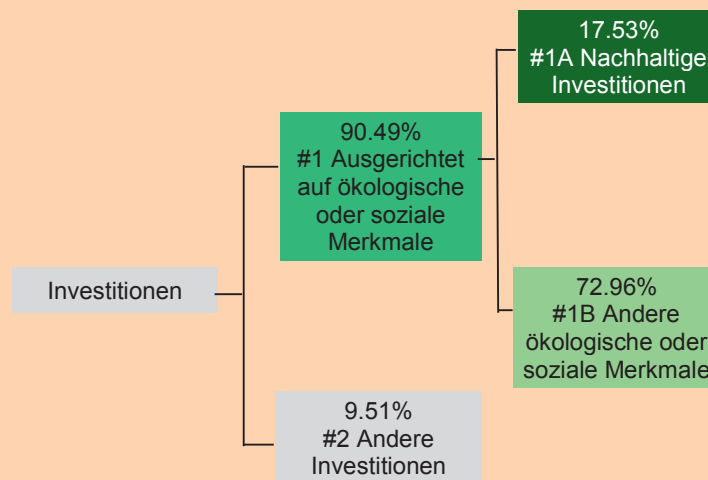 17.53%
#1A Nachhaltige
Investitionen
90.49%
#1 Ausgerichtet
auf ökologische
oder soziale
Merkmale
Investitionen
72.96%
#1B Andere
ökologische oder
soziale Merkmale
9.51%
#2 Andere
Investitionen